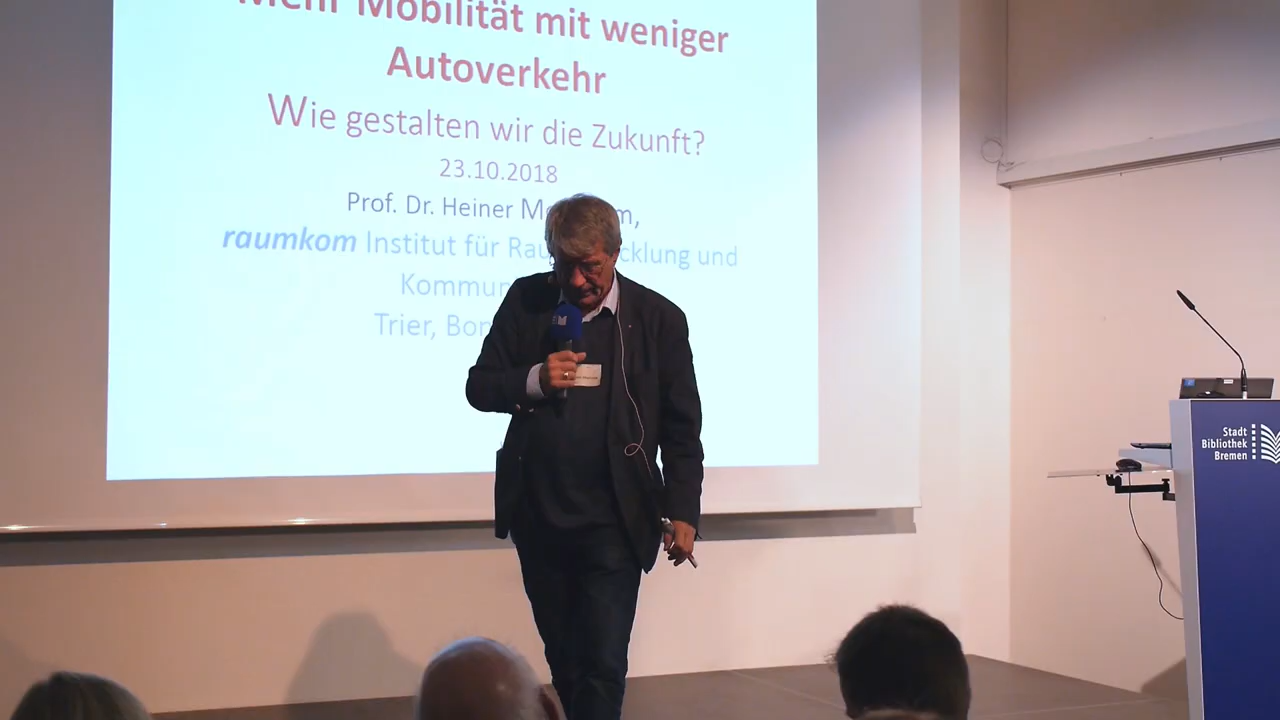 Mehr Mobilität mit weniger
Autoverkehr
Wie gestalten wir die Zukunft?
23.10.2018
Prof. Dr. Heiner
raumkom Institut für
und
Trier,
Stadt
Bibliothek
Bremen